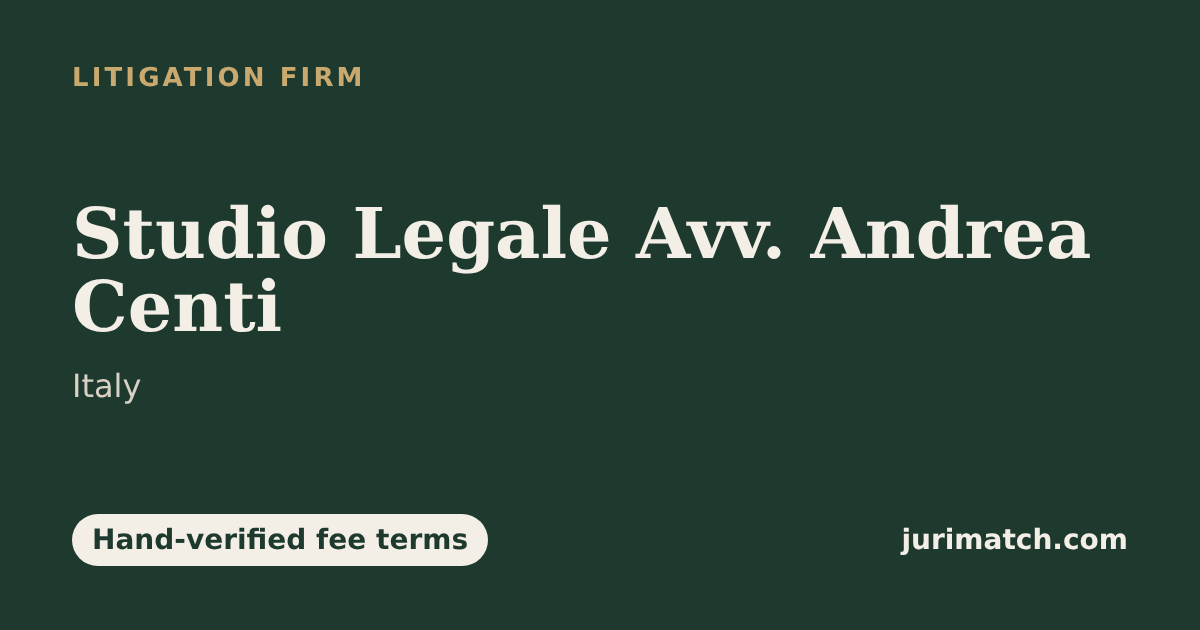 LITIGATION FIRM
Studio Legale Avv. Andrea
Centi
Italy
Hand-verified fee terms
jurimatch.com